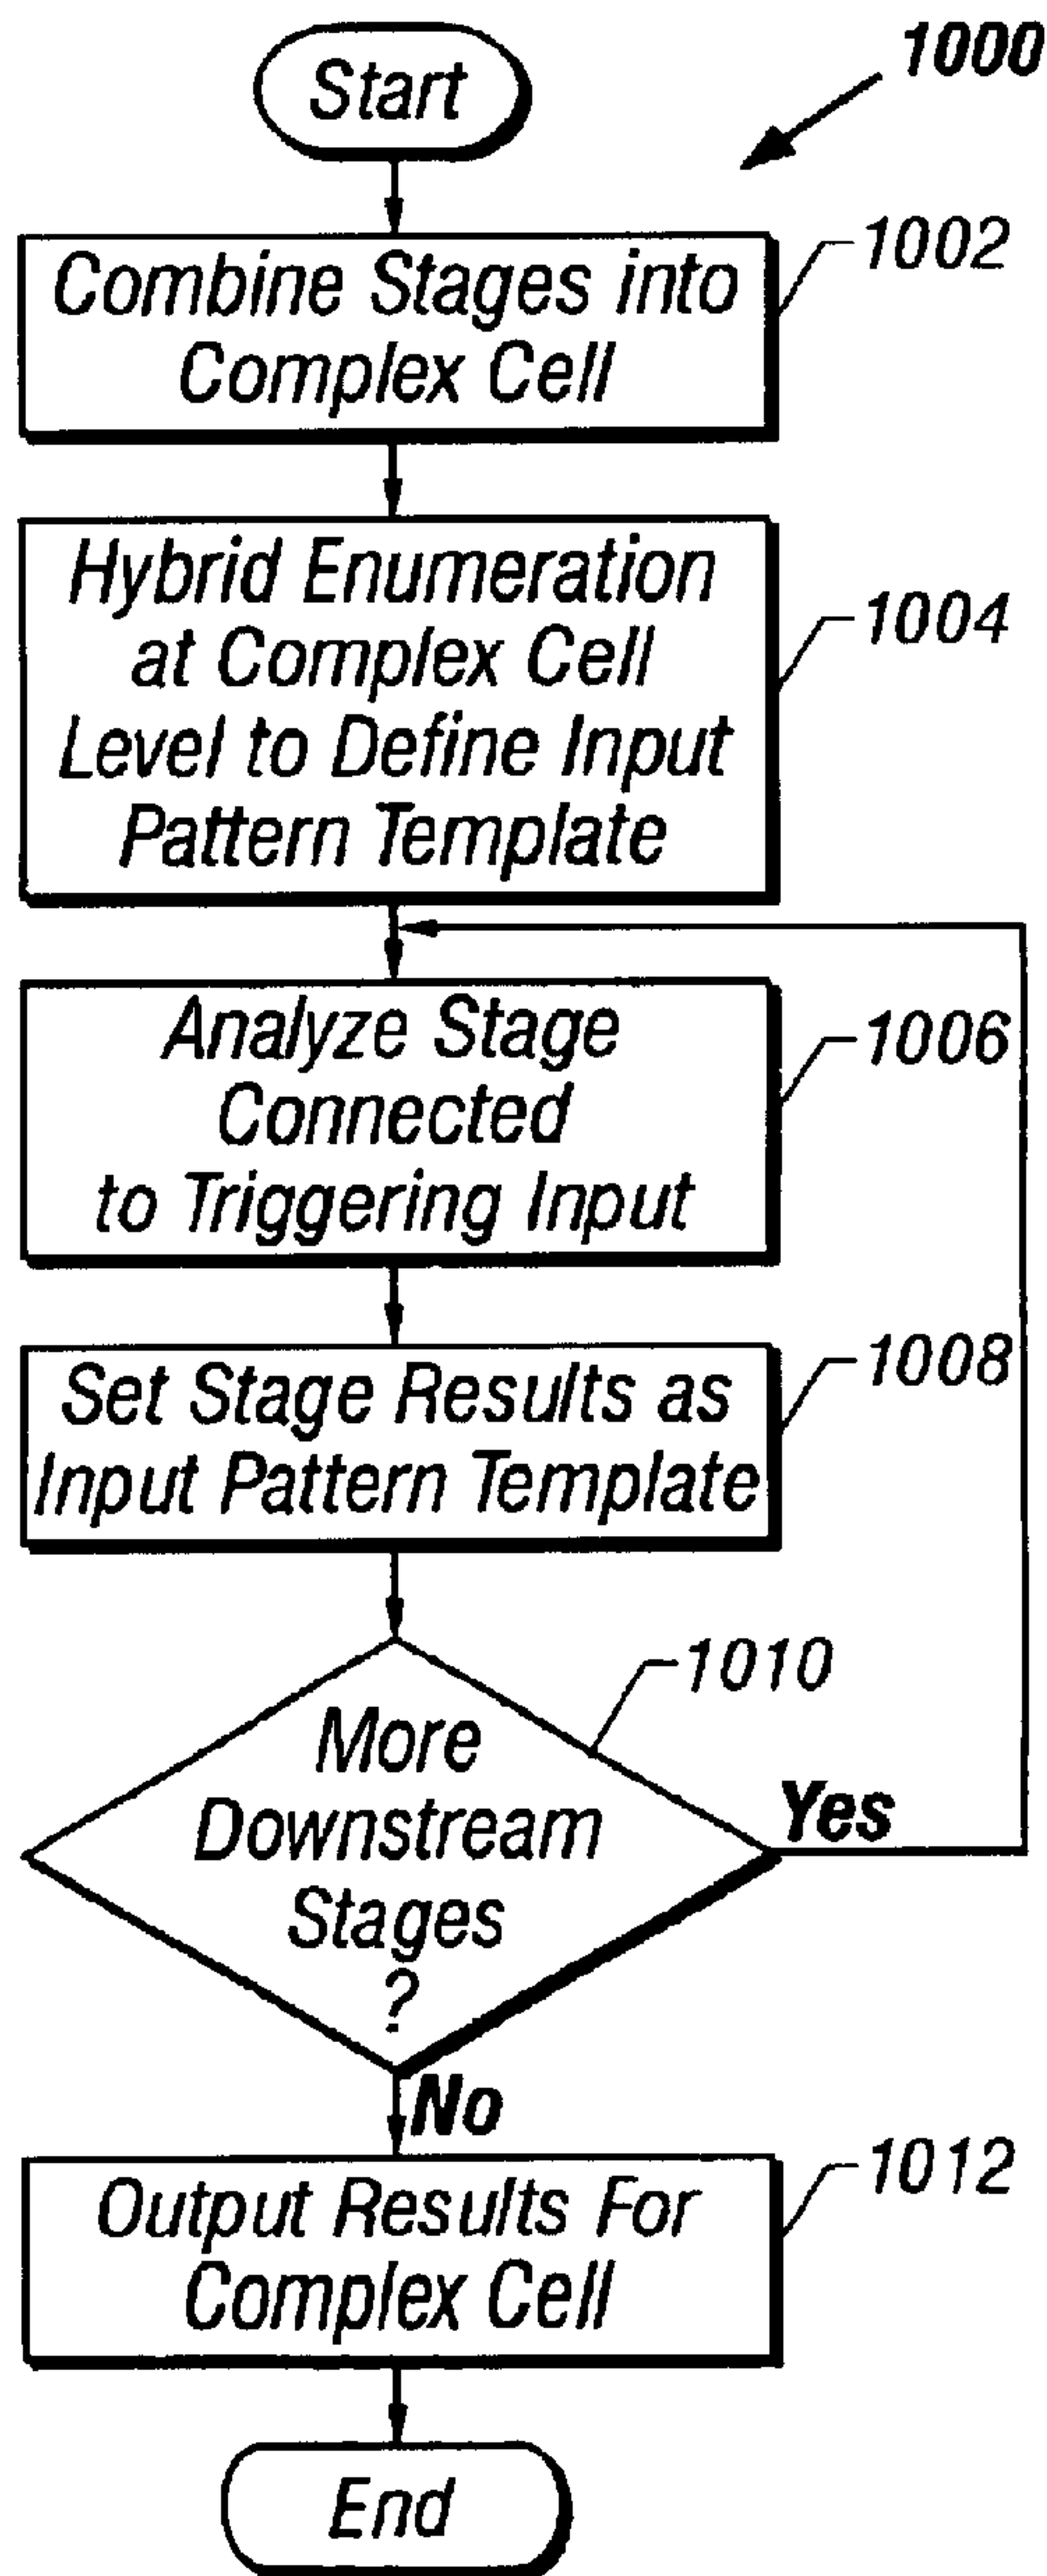 1000
Start
1002
Combine Stages into
Complex Cell
1004
Hybrid Enumeration
at Complex Cell
Level to Define Input
Pattern Template
1006
Analyze Stage
Connected
to Triggering Input
1008
Set Stage Results as
Input Pattern Template
1010
More
Downstream
Stages
?
Yes
No
1012
Output Results For
Complex Cell
End